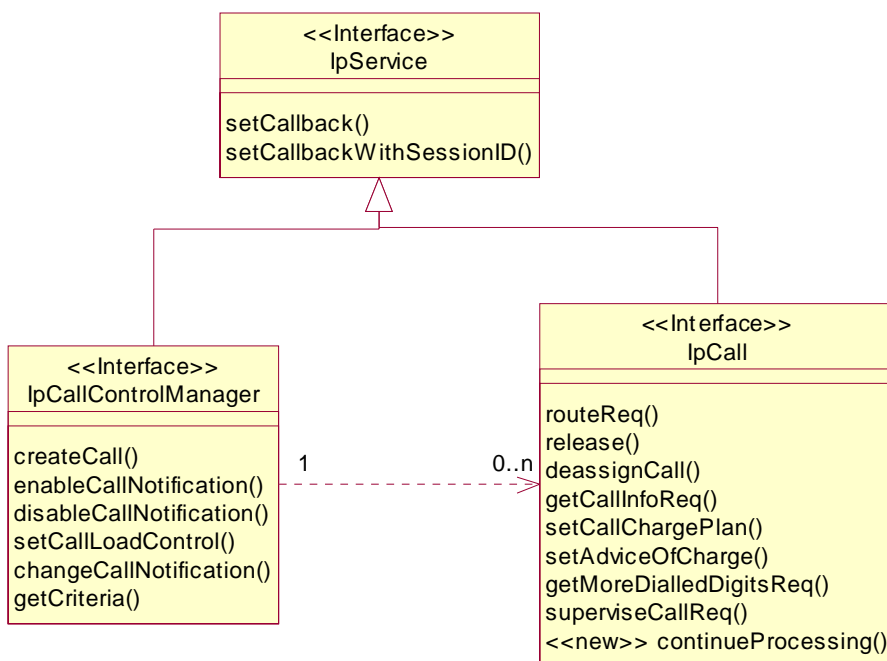 <<Interface>>
IpService
setCallback()
setCallbackWithSessionID()
<<Interface>>
IpCallControlManager
createCall()
enableCallNotification()
disableCallNotification()
setCallLoadControl()
changeCallNotification()
getCriteria()
1
0..n
<<Interface>>
IpCall
routeReq()
release()
deassignCall()
getCallInfoReq()
setCallChargePlan()
setAdviceOfCharge()
getMoreDialledDigitsReq()
superviseCallReq()
<<new>> continueProcessing()